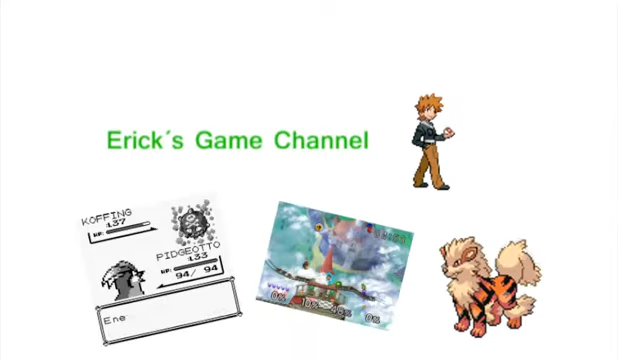 Erick´s Game Channel
KOFFING
:L37
HP:
PIDGEOTTO
:L33
HP:
94/ 94
Ene
0%
0%